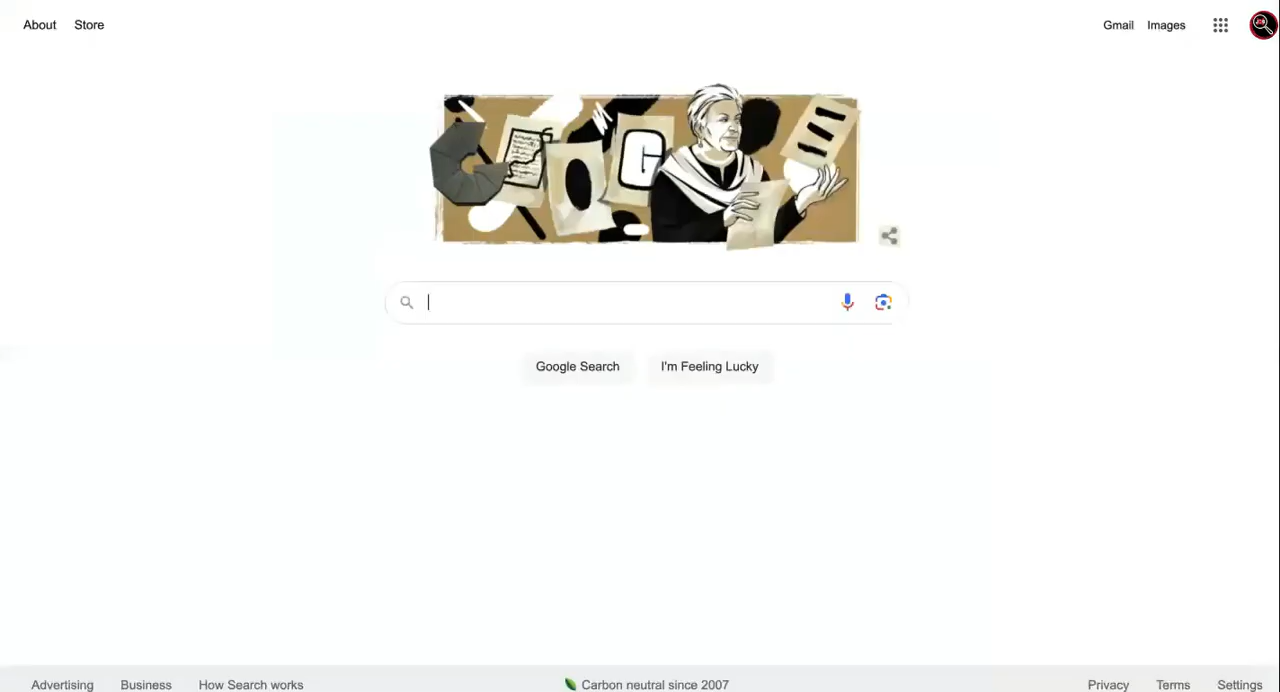 About Store
Gmail Images
G
Google Search I'm Feeling Lucky
Advertising Business How Search works
Carbon neutral since 2007
Privacy Terms Settings